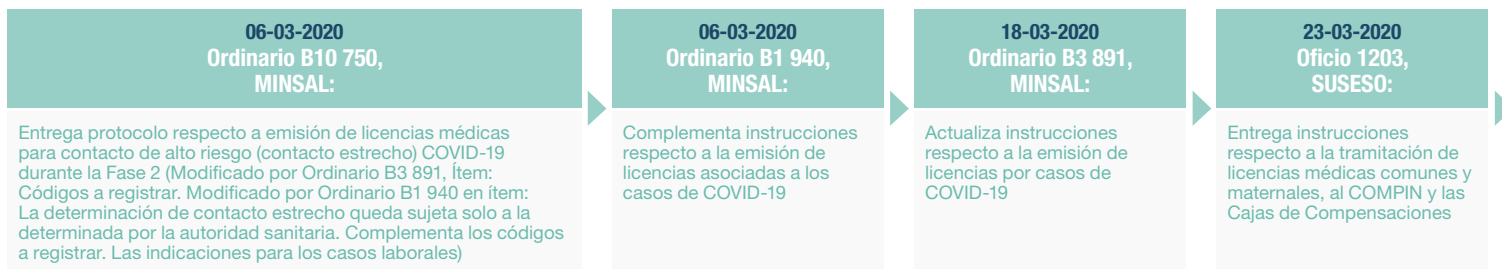 06-03-2020
Ordinario B10 750,
MINSAL:
Entrega protocolo respecto a emisión de licencias médicas
para contacto de alto riesgo (contacto estrecho) COVID-19
durante la Fase 2 (Modificado por Ordinario B3 891, Ítem:
Códigos a registrar. Modificado por Ordinario B1 940 en ítem:
La determinación de contacto estrecho queda sujeta solo a la
determinada por la autoridad sanitaria. Complementa los códigos
a registrar. Las indicaciones para los casos laborales)
06-03-2020
Ordinario B1 940,
MINSAL:
Complementa instrucciones
respecto a la emisión de
licencias asociadas a los
casos de COVID-19
18-03-2020
Ordinario B3 891,
MINSAL:
Actualiza instrucciones
respecto a la emisión de
licencias por casos de
COVID-19
23-03-2020
Oficio 1203,
SUSESO:
Entrega instrucciones
respecto a la tramitación de
licencias médicas comunes y
maternales, al COMPIN y las
Cajas de Compensaciones